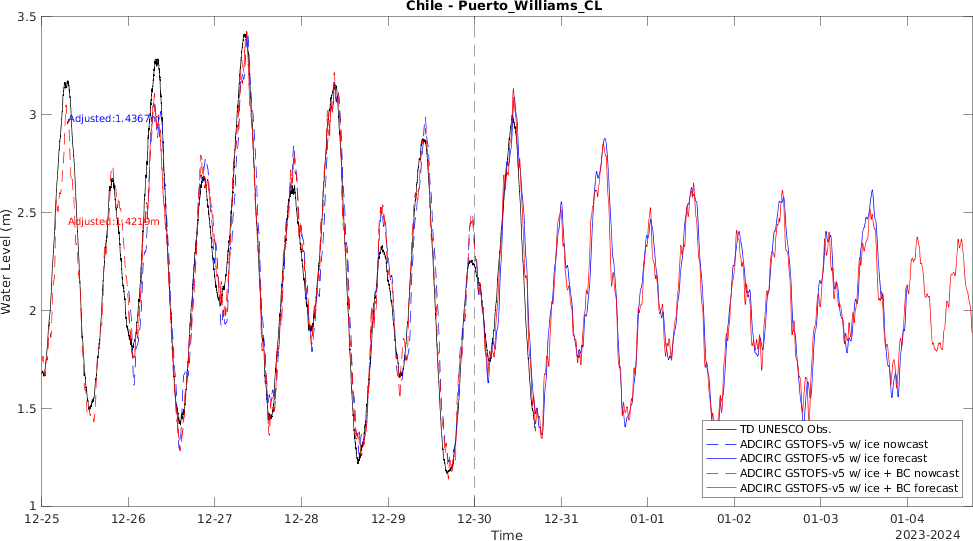 Chile - Puerto_Williams_CL
3.5
3
2.5
2
1.5
1
Water Level (m)
Adjusted:1.4367m
Adjusted:1.4219m
TD UNESCO Obs.
ADCIRC GSTOFS-v5 w/ ice nowcast
ADCIRC GSTOFS-v5 w/ ice forecast
ADCIRC GSTOFS-v5 w/ ice + BC nowcast
ADCIRC GSTOFS-v5 w/ ice + BC forecast
12-25 12-26 12-27 12-28 12-29 12-30 12-31 01-01 01-02 01-03 01-04
Time
2023-2024